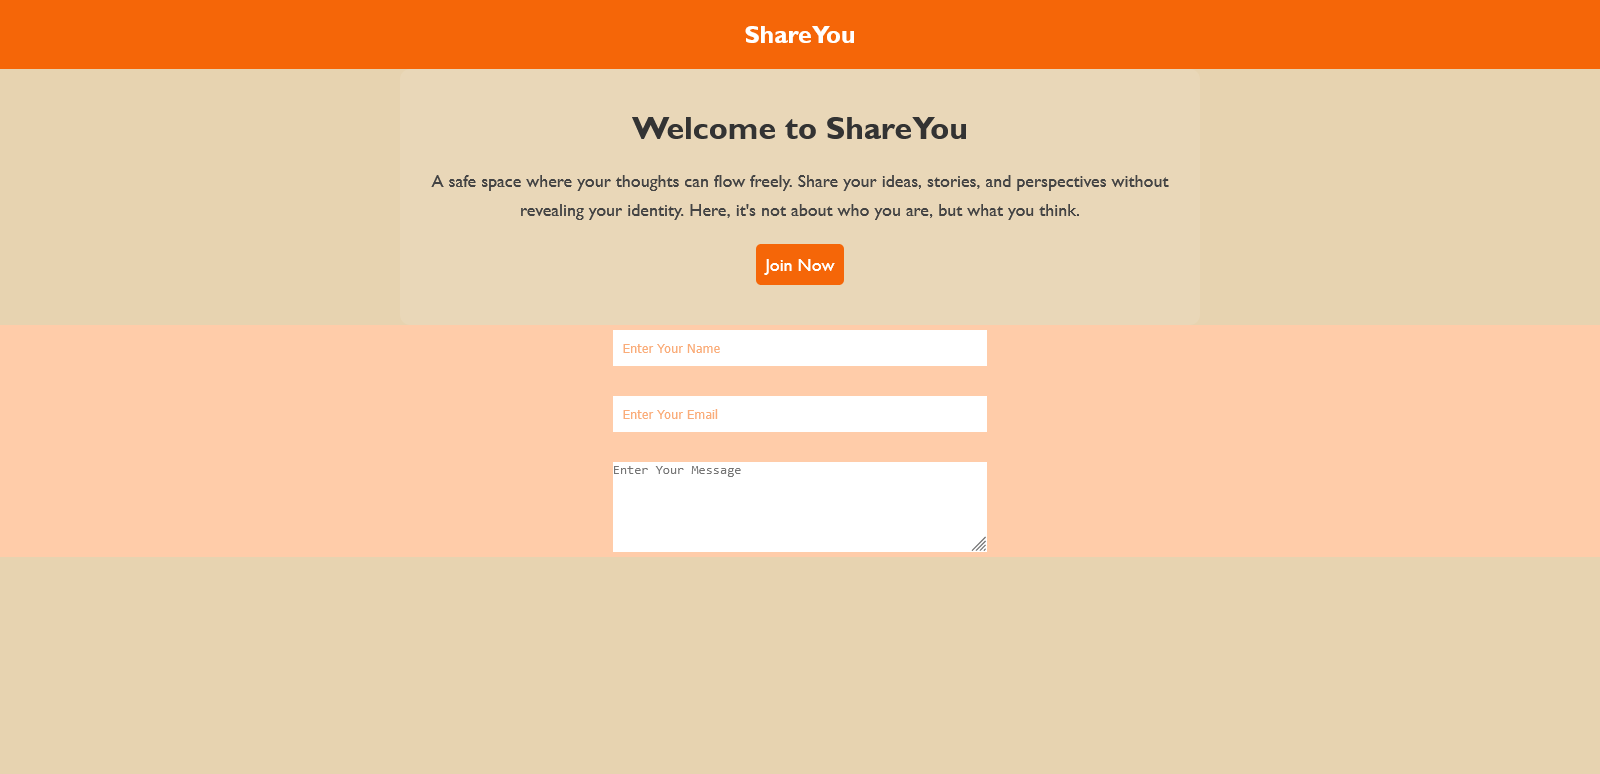 ShareYou
Welcome to ShareYou
A safe space where your thoughts can flow freely. Share your ideas, stories, and perspectives without
revealing your identity. Here, it's not about who you are, but what you think.
Join Now
Enter Your Name
Enter Your Email
Enter Your Message